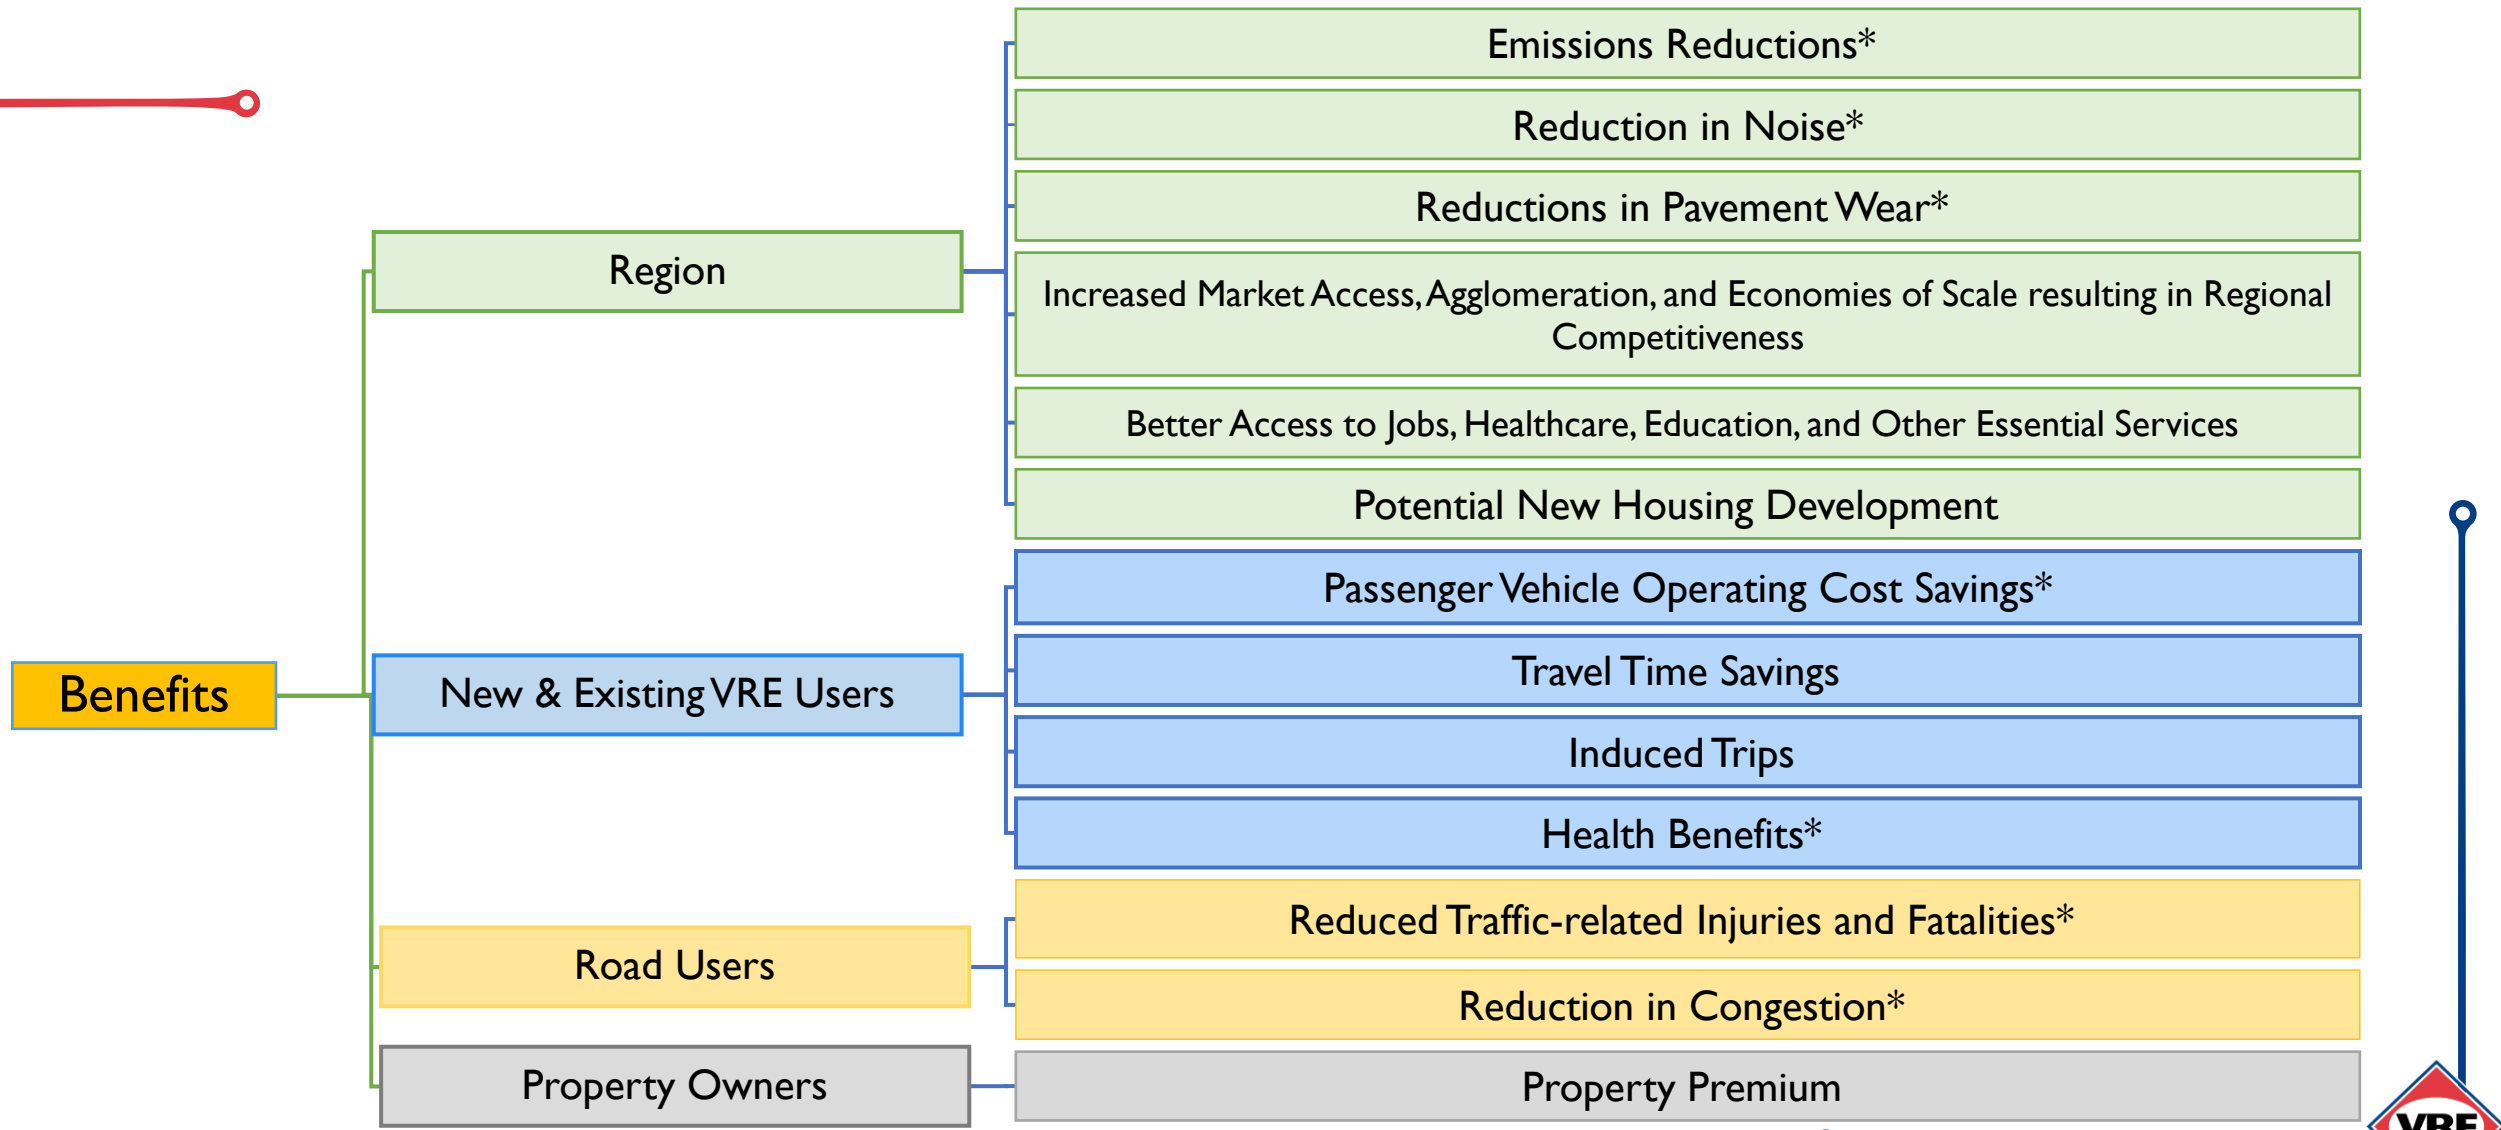 Emissions Reductions*
Reduction in Noise*
Reductions in Pavement Wear*
Region
Increased Market Access, Agglomeration, and Economies of Scale resulting in Regional
Competitiveness
Better Access to Jobs, Healthcare, Education, and Other Essential Services
Potential New Housing Development
Passenger Vehicle Operating Cost Savings*
Benefits
New & Existing VRE Users
Travel Time Savings
Induced Trips
Health Benefits*
Reduced Traffic-related Injuries and Fatalities*
Road Users
Reduction in Congestion*
Property Owners
Property Premium
VRE